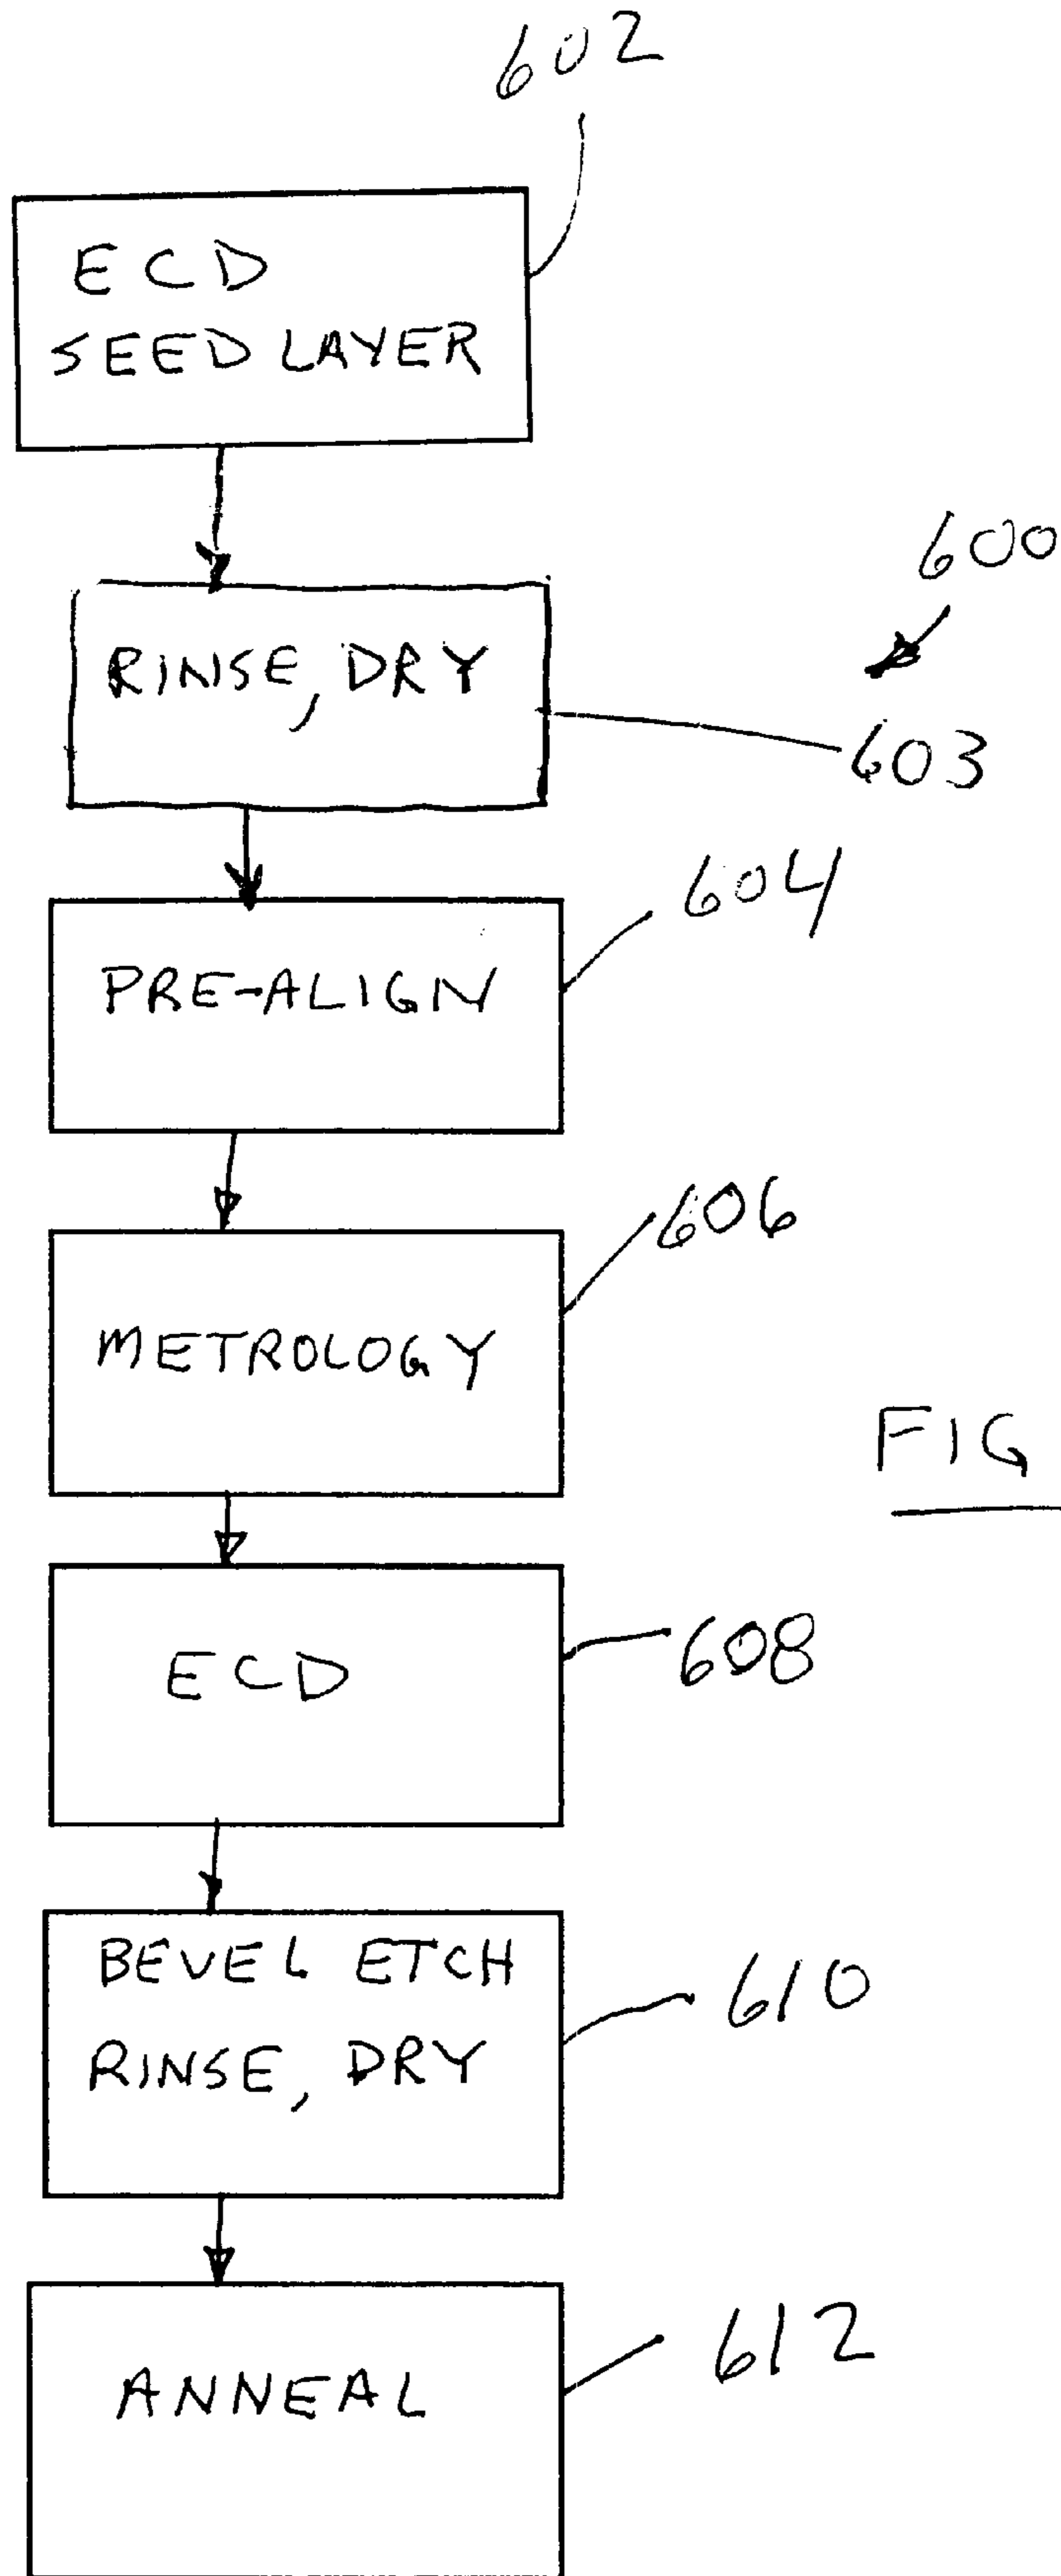 602
ECD
SEED LAYER
600
RINSE, DRY
603
604
PRE-ALIGN
606
METROLOGY
FIG
608
ECD
BEVEL ETCH
610
RINSE, DRY
612
ANNEAL